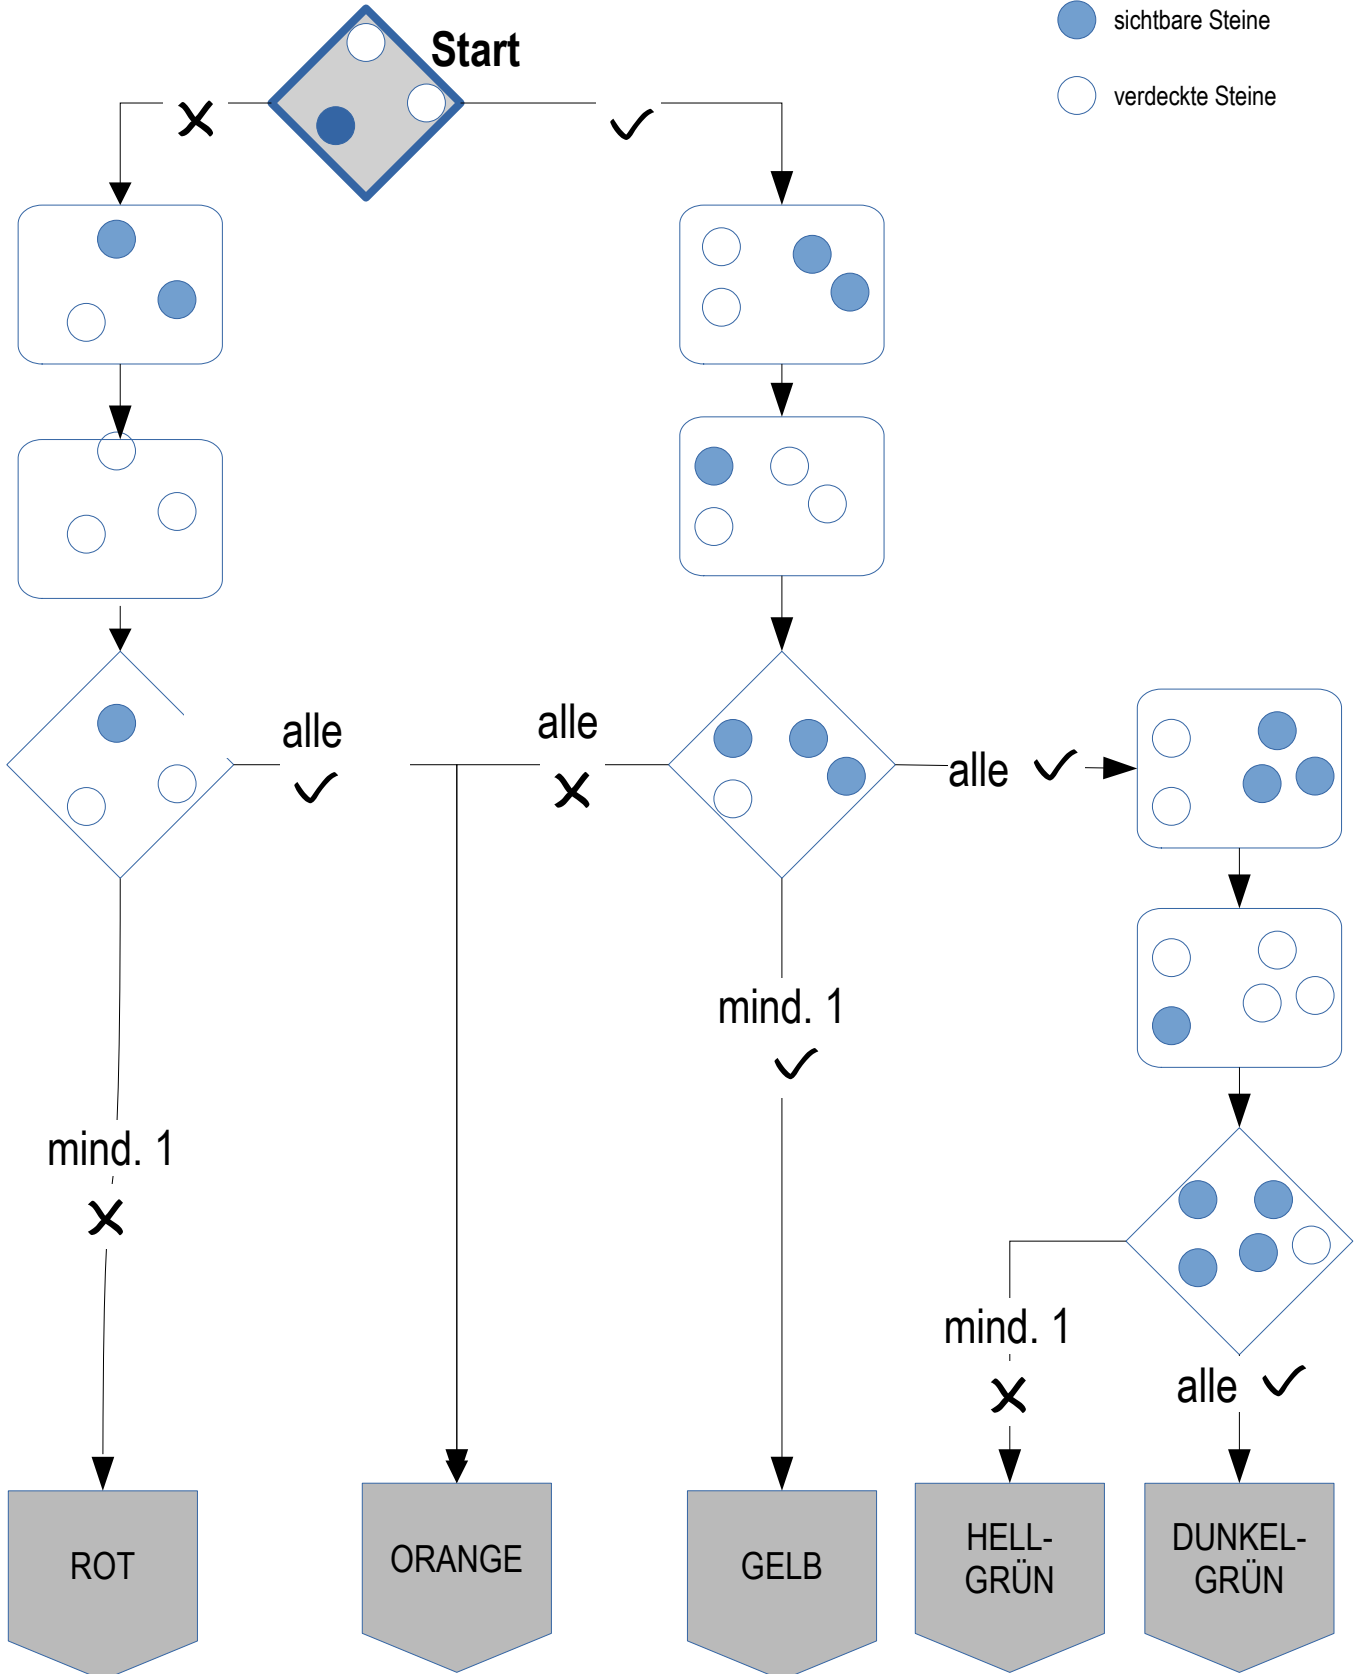 sichtbare Steine
Start
verdeckte Steine
alle
alle
alle
mind. 1
mind. 1
mind. 1
alle
ROT
ORANGE
GELB
HELL-
GRÜN
DUNKEL-
GRÜN